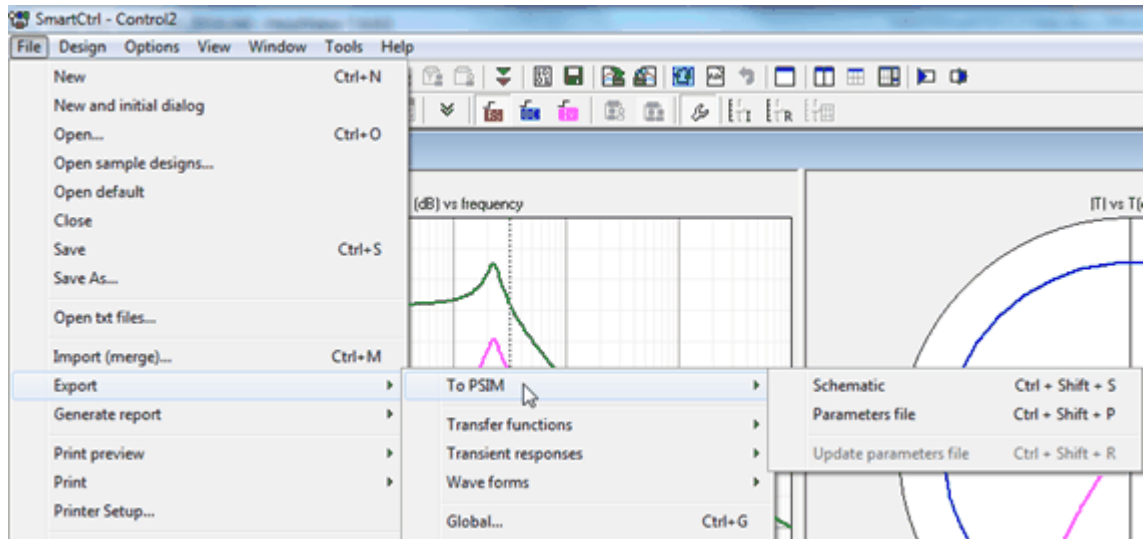 SmartCtrl - Control2
File Design Options View Window Tools Help
New Ctrl+N
New and initial dialog
Open... Ctrl+O
Open sample designs...
Open default
Close
Save Ctrl+S
Save As...
Open txt files...
Import (merge)... Ctrl+M
Export
Generate report
Print preview
Print
Printer Setup...
To PSIM
Transfer functions
Transient responses
Wave forms
Global... Ctrl+G
Schematic Ctrl + Shift + S
Parameters file Ctrl + Shift + P
Update parameters file Ctrl + Shift + R
(dB) vs frequency
|T| vs T(